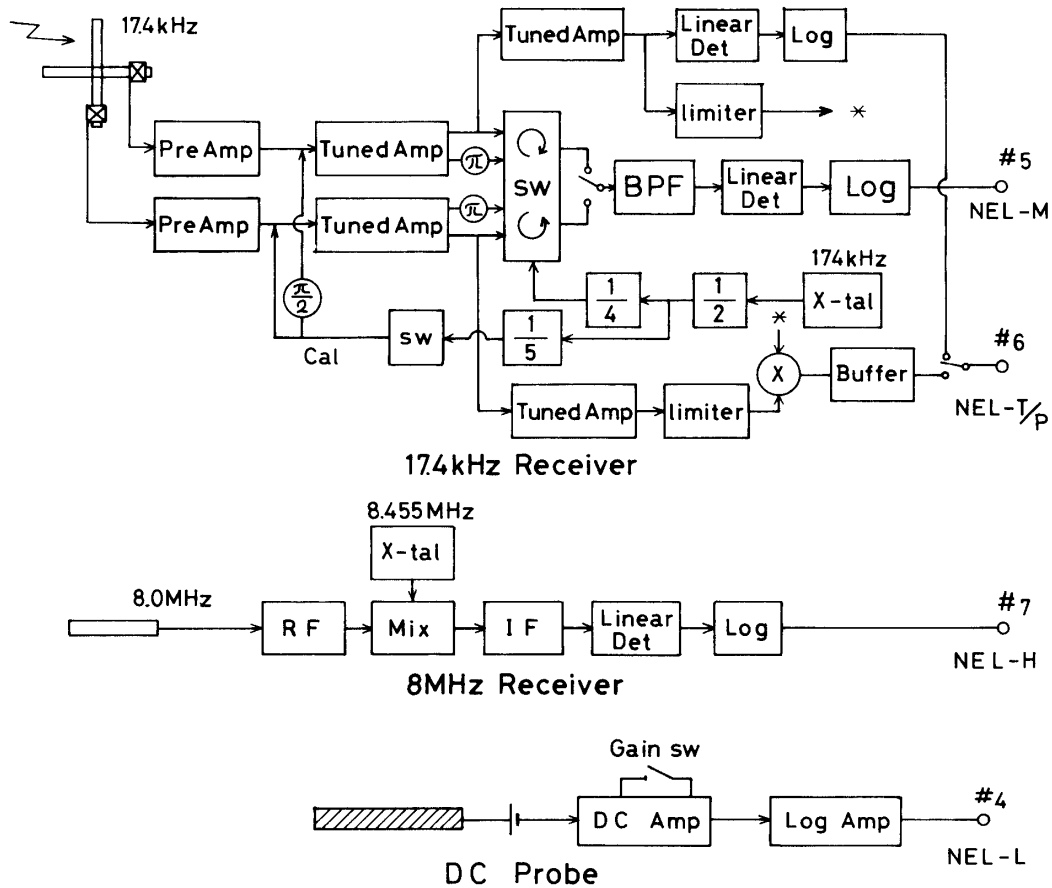 17.4kHz
Tuned Amp
Linear Det
Log
limiter
*
PreAmp
Tuned Amp
π
SW
BPF
Linear Det
Log
#5
NEL-M
PreAmp
Tuned Amp
π
174kHz
X-tal
1/2
1/4
π/2
Cal
SW
1/5
*
X
Buffer
#6
NEL-T/P
Tuned Amp
limiter
17.4kHz Receiver
8.455MHz
X-tal
8.0MHz
RF
Mix
IF
Linear Det
Log
#7
NEL-H
8MHz Receiver
Gain sw
DC Amp
Log Amp
#4
NEL-L
DC Probe